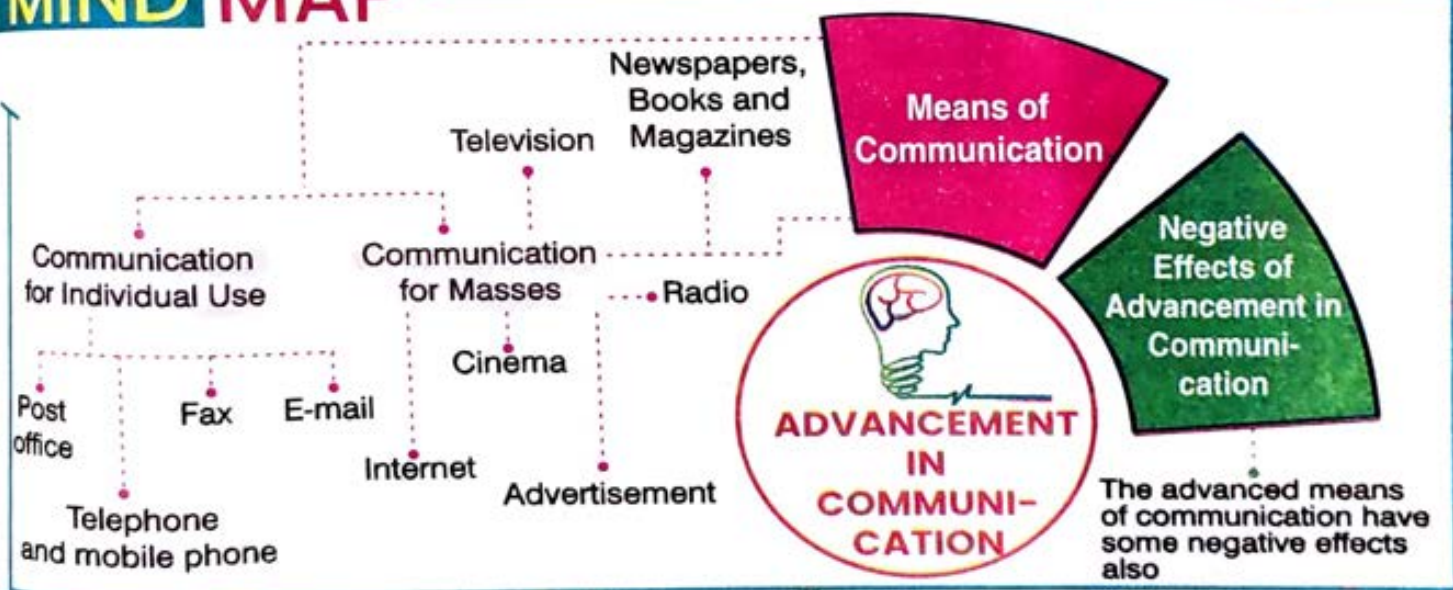 MIND MAP
Means of
Communication
Newspapers,
Books and
Magazines
Television
Communication
for Individual Use
Communication
for Masses
Radio
Cinema
Post
office
Fax
E-mail
Internet
Advertisement
Telephone
and mobile phone
ADVANCEMENT
IN
COMMUNI-
CATION
Negative
Effects of
Advancement in
Communi-
cation
The advanced means
of communication have
some negative effects
also